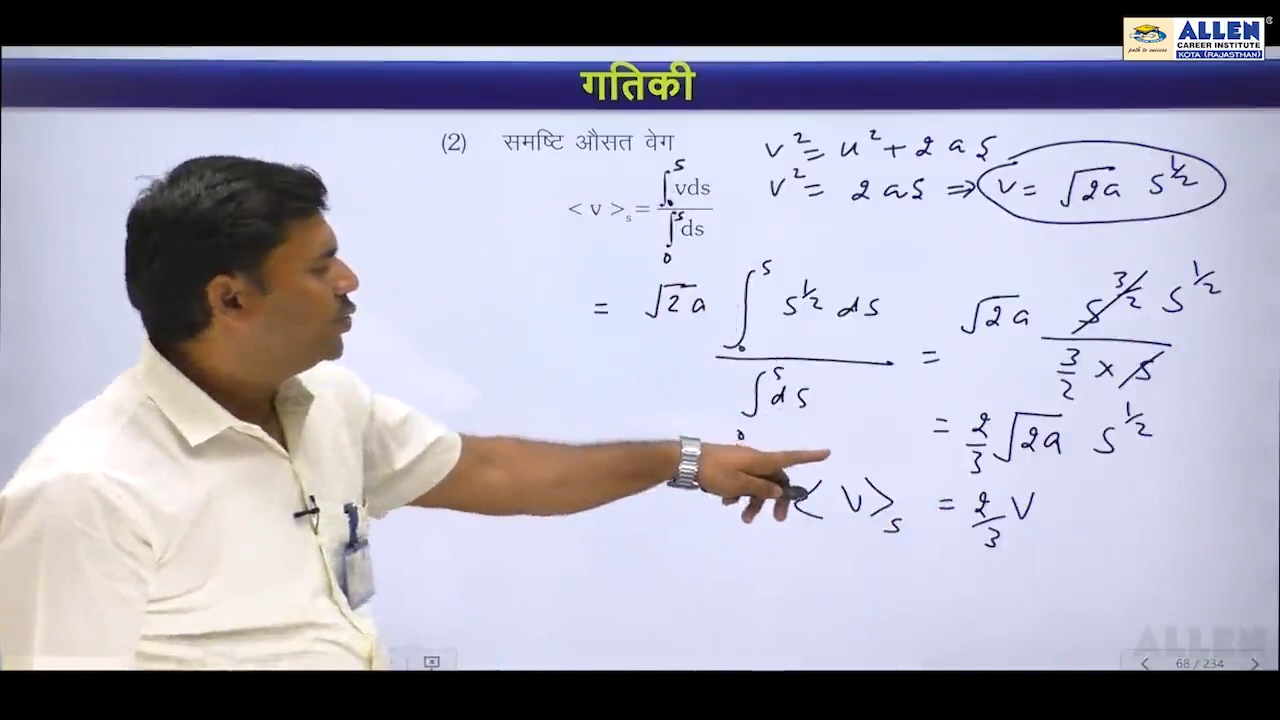 ALLEN
CAREER INSTITUTE
KOTA (RAJASTHAN)
path to success
गतिकी
(2) समष्टि औसत वेग
v² = u² + 2as
v² = 2as ⇒ v = √2a s^1/2
<v>s = ∫₀ˢ vds / ∫₀ˢ ds
= √2a ∫₀ˢ s^1/2 ds / ∫₀ˢ ds = √2a s^3/2 s^1/2 / 3/2 × s
= 2/3 √2a s^1/2
< v >s = 2/3 v
ALLEN
68 / 234